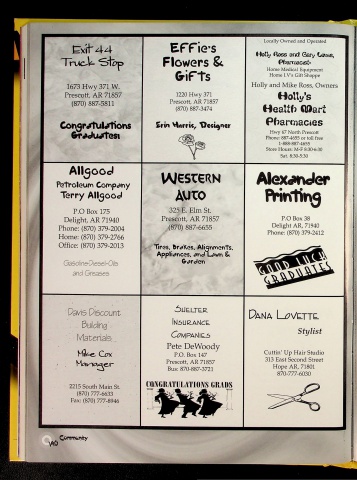 Exit 44
Truck Stop
1673 Hwy 371 W.
Prescott, AR 71857
(870) 887-5811
Congratulations
Graduates!
Effie's
Flowers &
Gifts
1220 Hwy 371
Prescott, AR 71857
(870) 887-3474
Erin Harris, Designer
Locally Owned and Operated
Holly Ross and Gary
Pharmacist
Home Medical Equipment
Home I.V's Gift Shoppe
Holly and Mike Ross, Owners
Holly's
Health Mart
Pharmacies
Hwy 67 North Prescott
Phone: 887-4655 or toll free
1-888-887-4655
Store Hours: M-F 8:30-6:00
Sat: 8:30-5:30
Allgood
Petroleum Company
Terry Allgood
P.O Box 175
Delight, AR 71940
Phone: (870) 379-2004
Home: (870) 379-2766
Office: (870) 379-2013
Gasoline-Diesel-Oils
and Greases
Western
Auto
325 E. Elm St.
Prescott, AR 71857
(870) 887-6635
Tires, Brakes, Alignments,
Appliances, and Lawn &
Garden
Alexander
Printing
P.O Box 38
Delight, AR 71940
Phone: (870) 379-2412
GOOD LUCK
GRADUATES
Davis Discount
Building
Materials
Mike Cox
Manager
2215 South Main St.
(870) 777-6633
Fax: (870) 777-8946
Shelter
Insurance
Companies
Pete DeWoody
P.O. Box 147
Prescott, AR 71857
Bus: 870-887-3721
CONGRATULATIONS GRADS
Dana Lovette
Stylist
Cuttin' Up Hair Studio
313 East Second Street
Hope AR, 71801
870-777-6030
140 Community